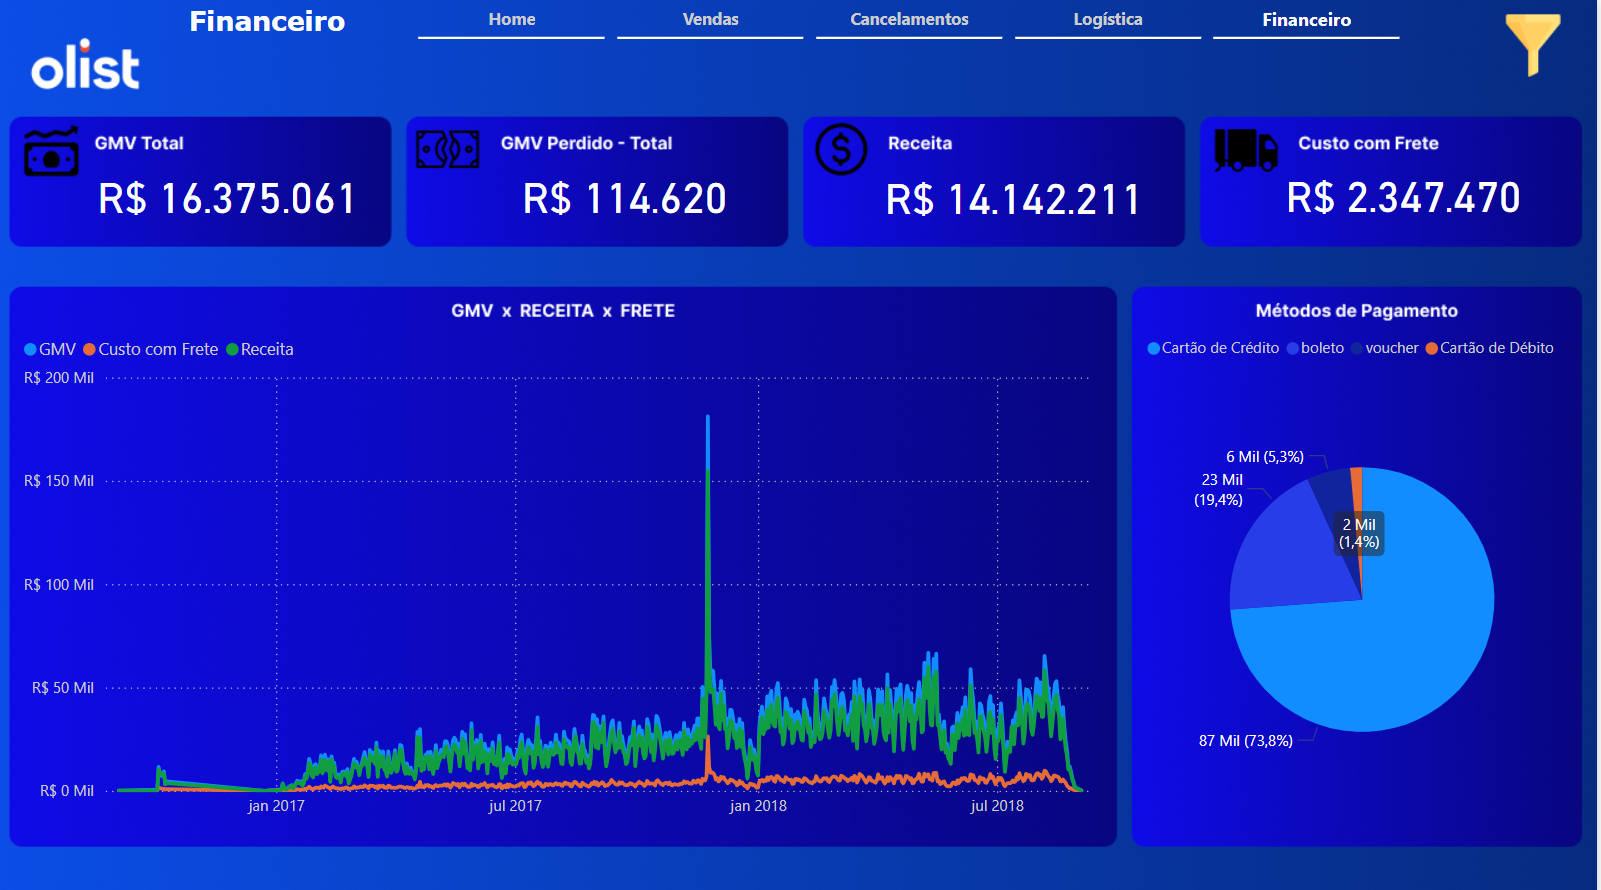 Financeiro
Home
Vendas
Cancelamentos
Logística
Financeiro
olist
GMV Total
R$ 16.375.061
GMV Perdido - Total
R$ 114.620
Receita
R$ 14.142.211
Custo com Frete
R$ 2.347.470
GMV x RECEITA x FRETE
GMV Custo com Frete Receita
R$ 200 Mil
R$ 150 Mil
R$ 100 Mil
R$ 50 Mil
R$ 0 Mil
jan 2017
jul 2017
jan 2018
jul 2018
Métodos de Pagamento
Cartão de Crédito boleto voucher Cartão de Débito
6 Mil (5,3%)
23 Mil
(19,4%)
2 Mil
(1,4%)
87 Mil (73,8%)